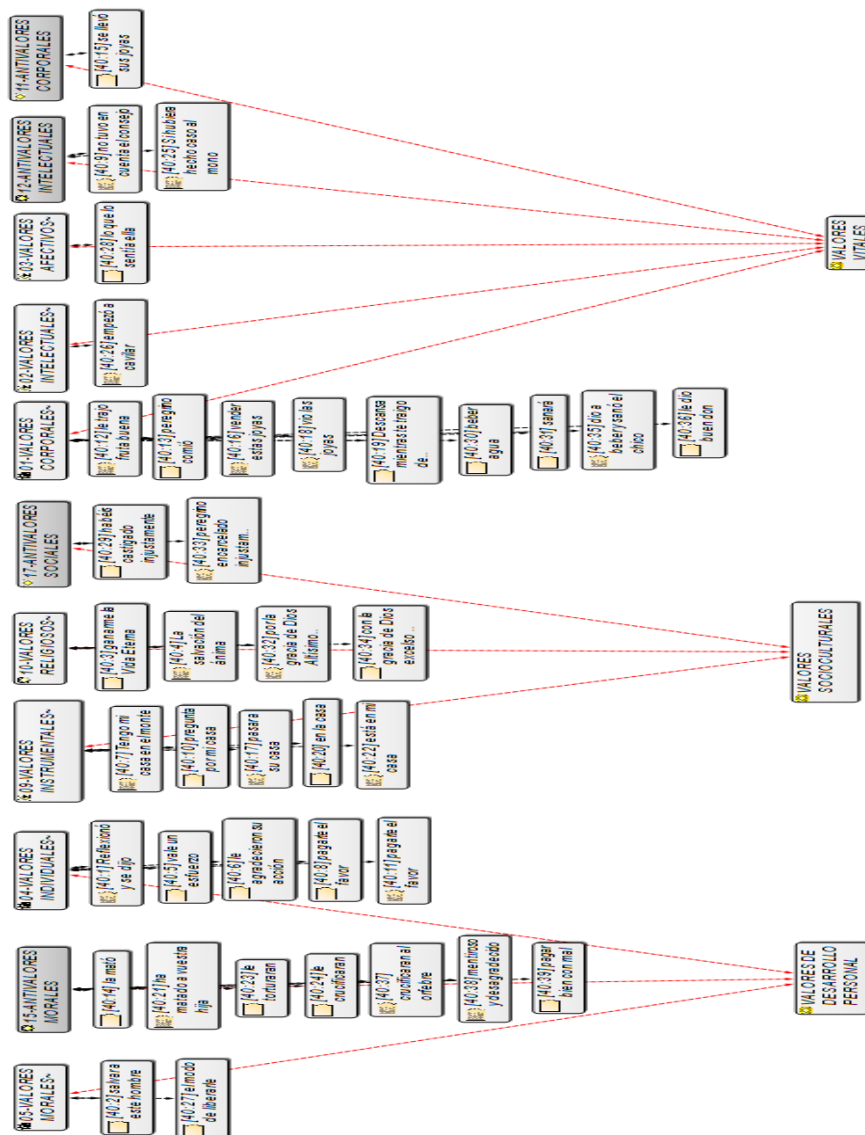 11-ANTIVALORES
CORPORALES
[40:15] se llevó
sus joyas
12-ANTIVALORES
INTELECTUALES
[40:9] no tuvo en
cuenta el consejo
[40:25] Si hubiera
hecho caso al
mono
03-VALORES
AFECTIVOS~
[40:28] lo que lo
sentía ella
02-VALORES
INTELECTUALES~
[40:26] empezó a
cavilar
01-VALORES
CORPORALES~
[40:12] le trajo
fruta buena
[40:13] peregrino
comió
[40:16] vender
estas joyas
[40:18] vio las
joyas
[40:19] Descansa
mientras te traigo
de...
[40:30] beber
agua
[40:31] sanará
[40:35] dio a
beber y sanó el
chico
[40:36] le dio
buen don
VALORES
VITALES
17-ANTIVALORES
SOCIALES
[40:29] habéis
castigado
injustamente
[40:33] peregrino
encarcelado
injustam...
10-VALORES
RELIGIOSOS~
[40:3] ganarme la
Vida Eterna
[40:4] La
salvación del
ánima
[40:32] por la
gracia de Dios
Altísimo...
[40:34] con la
gracia de Dios
excelso ...
09-VALORES
INSTRUMENTALES~
[40:7] Tengo mi
casa en el monte
[40:10] pregunta
por mi casa
[40:17] pasara
su casa
[40:20] en la casa
[40:22] está en mi
casa
VALORES
SOCIOCULTURALES
04-VALORES
INDIVIDUALES~
[40:1] Reflexionó
y se dijo
[40:5] vale un
esfuerzo
[40:6] le
agradecieron su
acción
[40:8] pagarte el
favor
[40:11] pagarte el
favor
15-ANTIVALORES
MORALES
[40:14] la mató
[40:21] ha
matado a vuestra
hija
[40:23] le
torturaran
[40:24] le
crucificaran
[40:37]
crucificaran al
orfebre
[40:38] mentiroso
y desagradecido
[40:39] pagar
bien con mal
05-VALORES
MORALES~
[40:2] salvar a
este hombre
[40:27] el modo
de liberarle
VALORES DE
DESARROLLO
PERSONAL